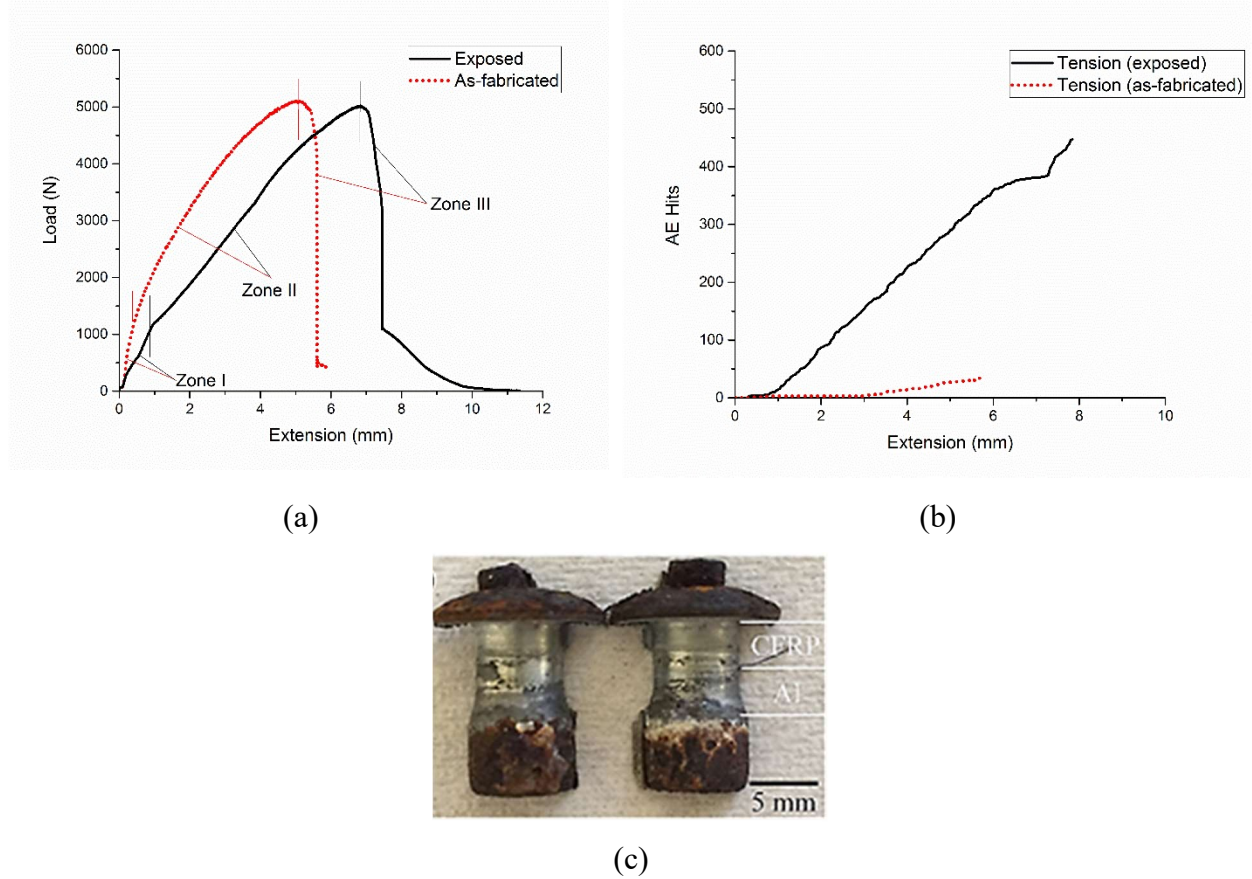 6000
5000
4000
3000
2000
1000
0
Load (N)
Exposed
As-fabricated
Zone III
Zone II
Zone I
0 2 4 6 8 10 12
Extension (mm)
(a)
600
500
400
300
200
100
0
AE Hits
Tension (exposed)
Tension (as-fabricated)
0 2 4 6 8 10
Extension (mm)
(b)
CFRP
Al
5 mm
(c)